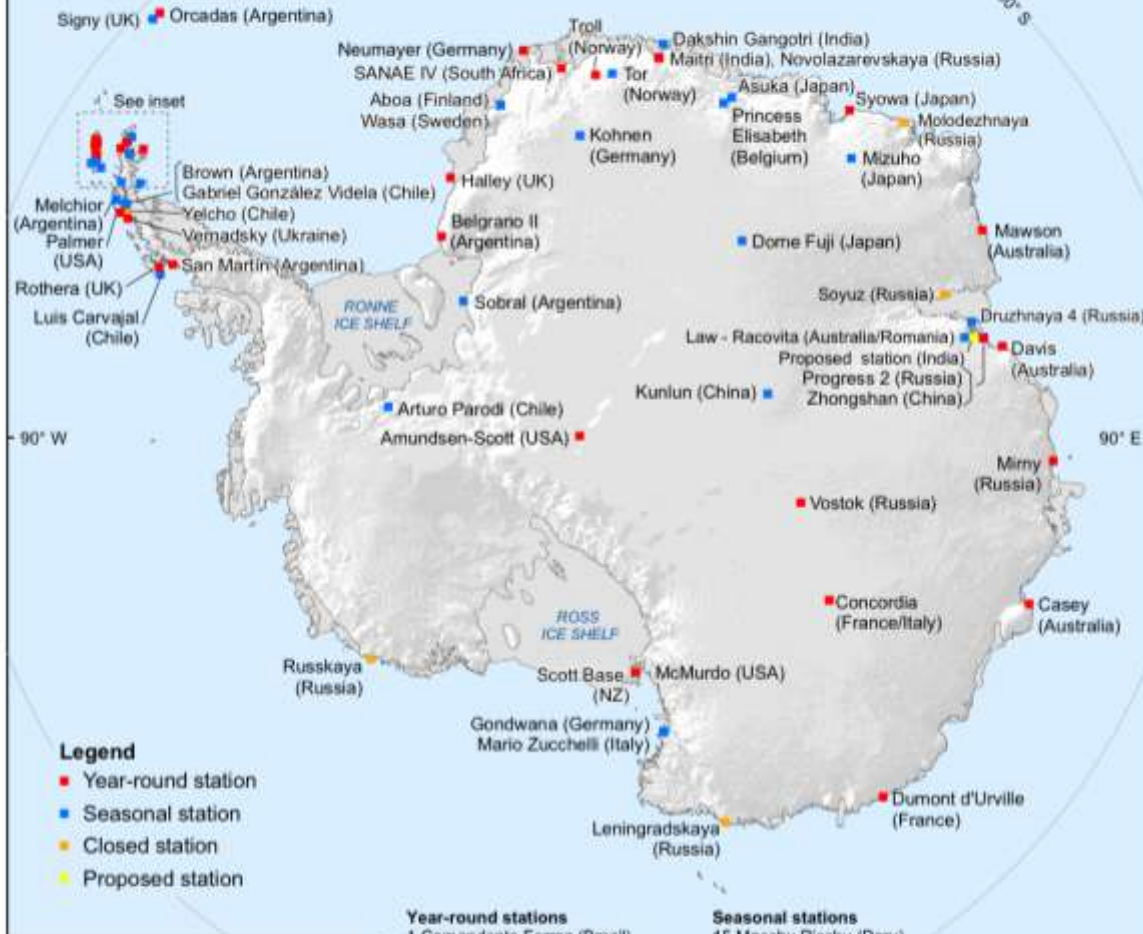 0° S
Signy (UK)
Orcadas (Argentina)
Troll
(Norway)
Neumayer (Germany)
Dakshin Gangotri (India)
Maitri (India), Novolazarevskaya (Russia)
SANAE IV (South Africa)
Tor
(Norway)
Asuka (Japan)
Syowa (Japan)
See inset
Aboa (Finland)
Wasa (Sweden)
Princess
Elisabeth
(Belgium)
Molodezhnaya
(Russia)
Kohnen
(Germany)
Mizuho
(Japan)
Brown (Argentina)
Gabriel González Videla (Chile)
Halley (UK)
Melchior
(Argentina)
Yelcho (Chile)
Palmer
(USA)
Vernadsky (Ukraine)
Belgrano II
(Argentina)
Dome Fuji (Japan)
Mawson
(Australia)
San Martín (Argentina)
Rothera (UK)
Soyuz (Russia)
RONNE
ICE SHELF
Sobral (Argentina)
Luis Carvajal
(Chile)
Druzhnaya 4 (Russia)
Law - Racovita (Australia/Romania)
Proposed station (India)
Progress 2 (Russia)
Zhongshan (China)
Davis
(Australia)
Kunlun (China)
Arturo Parodi (Chile)
90° W
Amundsen-Scott (USA)
90° E
Mirny
(Russia)
Vostok (Russia)
Concordia
(France/Italy)
Casey
(Australia)
ROSS
ICE SHELF
Russkaya
(Russia)
Scott Base
(NZ)
McMurdo (USA)
Gondwana (Germany)
Mario Zucchelli (Italy)
Legend
Year-round station
Seasonal station
Closed station
Proposed station
Dumont d'Urville
(France)
Leningradskaya
(Russia)
Year-round stations
Seasonal stations